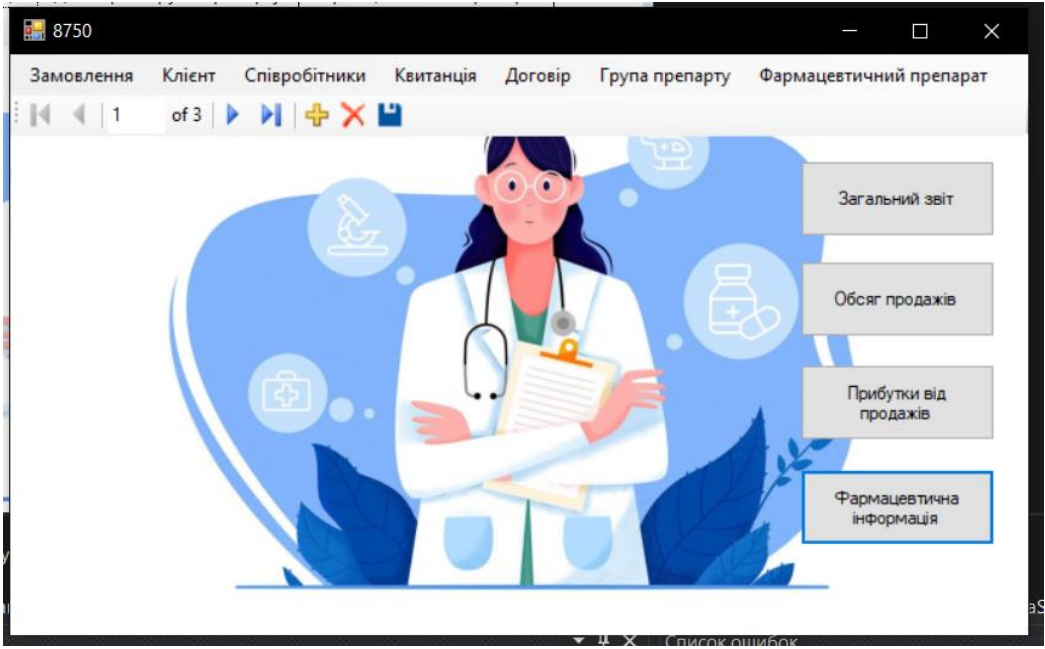 8750
Замовлення Клієнт Співробітники Квитанція Договір Група препарту Фармацевтичний препарат
1 of 3
Загальний звіт
Обсяг продажів
Прибутки від
продажів
Фармацевтична
інформація
Список ошибок